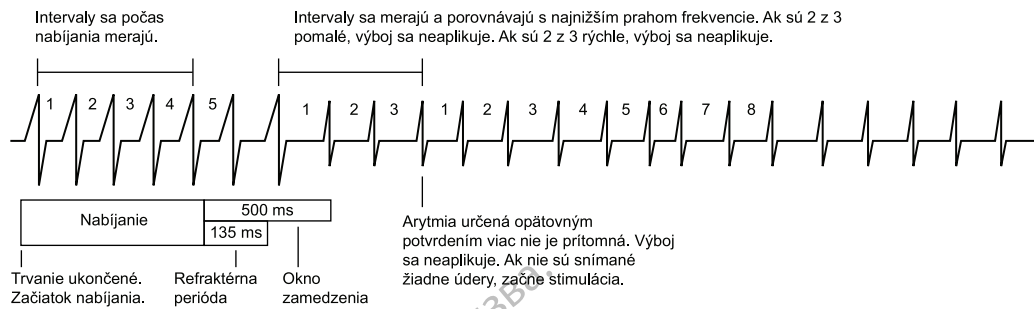 Intervaly sa počas
nabíjania merajú.
Intervaly sa merajú a porovnávajú s najnižším prahom frekvencie. Ak sú 2 z 3
pomalé, výboj sa neaplikuje. Ak sú 2 z 3 rýchle, výboj sa neaplikuje.
1 2 3 4 5 1 2 3 1 2 3 4 5 6 7 8
Nabíjanie
500 ms
135 ms
Trvanie ukončené.
Začiatok nabíjania.
Refraktérna
perióda
Okno
zamedzenia
Arytmia určená opätovným
potvrdením viac nie je prítomná. Výboj
sa neaplikuje. Ak nie sú snímané
žiadne údery, začne stimulácia.